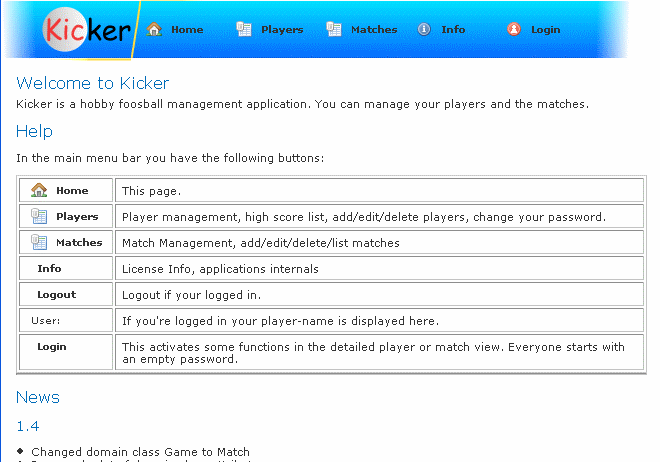 Kicker Home Players Matches Info Login
Welcome to Kicker
Kicker is a hobby foosball management application. You can manage your players and the matches.
Help
In the main menu bar you have the following buttons:
Home This page.
Players Player management, high score list, add/edit/delete players, change your password.
Matches Match Management, add/edit/delete/list matches
Info License Info, applications internals
Logout Logout if your logged in.
User: If you're logged in your player-name is displayed here.
Login This activates some functions in the detailed player or match view. Everyone starts with
an empty password.
News
1.4
Changed domain class Game to Match